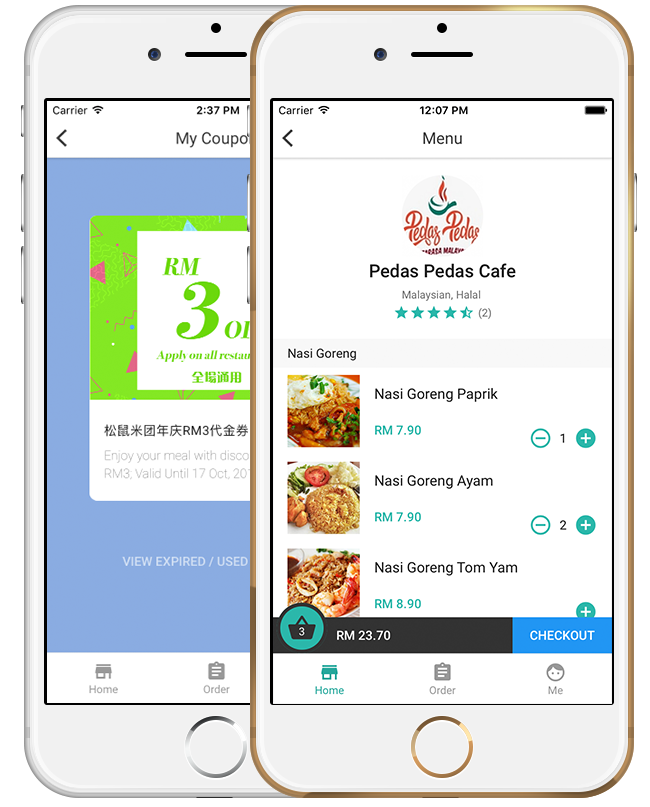 Carrier
2:37 PM
My Coupo
RM
3
Apply on all restau
全場通用
松鼠米团年庆RM3代金券
Enjoy your meal with disco
RM3; Valid Until 17 Oct, 201
VIEW EXPIRED / USED
Home
Order
Carrier
12:07 PM
Menu
Pedas Pedas
Pedas Pedas Cafe
Malaysian, Halal
(2)
Nasi Goreng
Nasi Goreng Paprik
RM 7.90
1
Nasi Goreng Ayam
RM 7.90
2
Nasi Goreng Tom Yam
RM 8.90
3
RM 23.70
CHECKOUT
Home
Order
Me